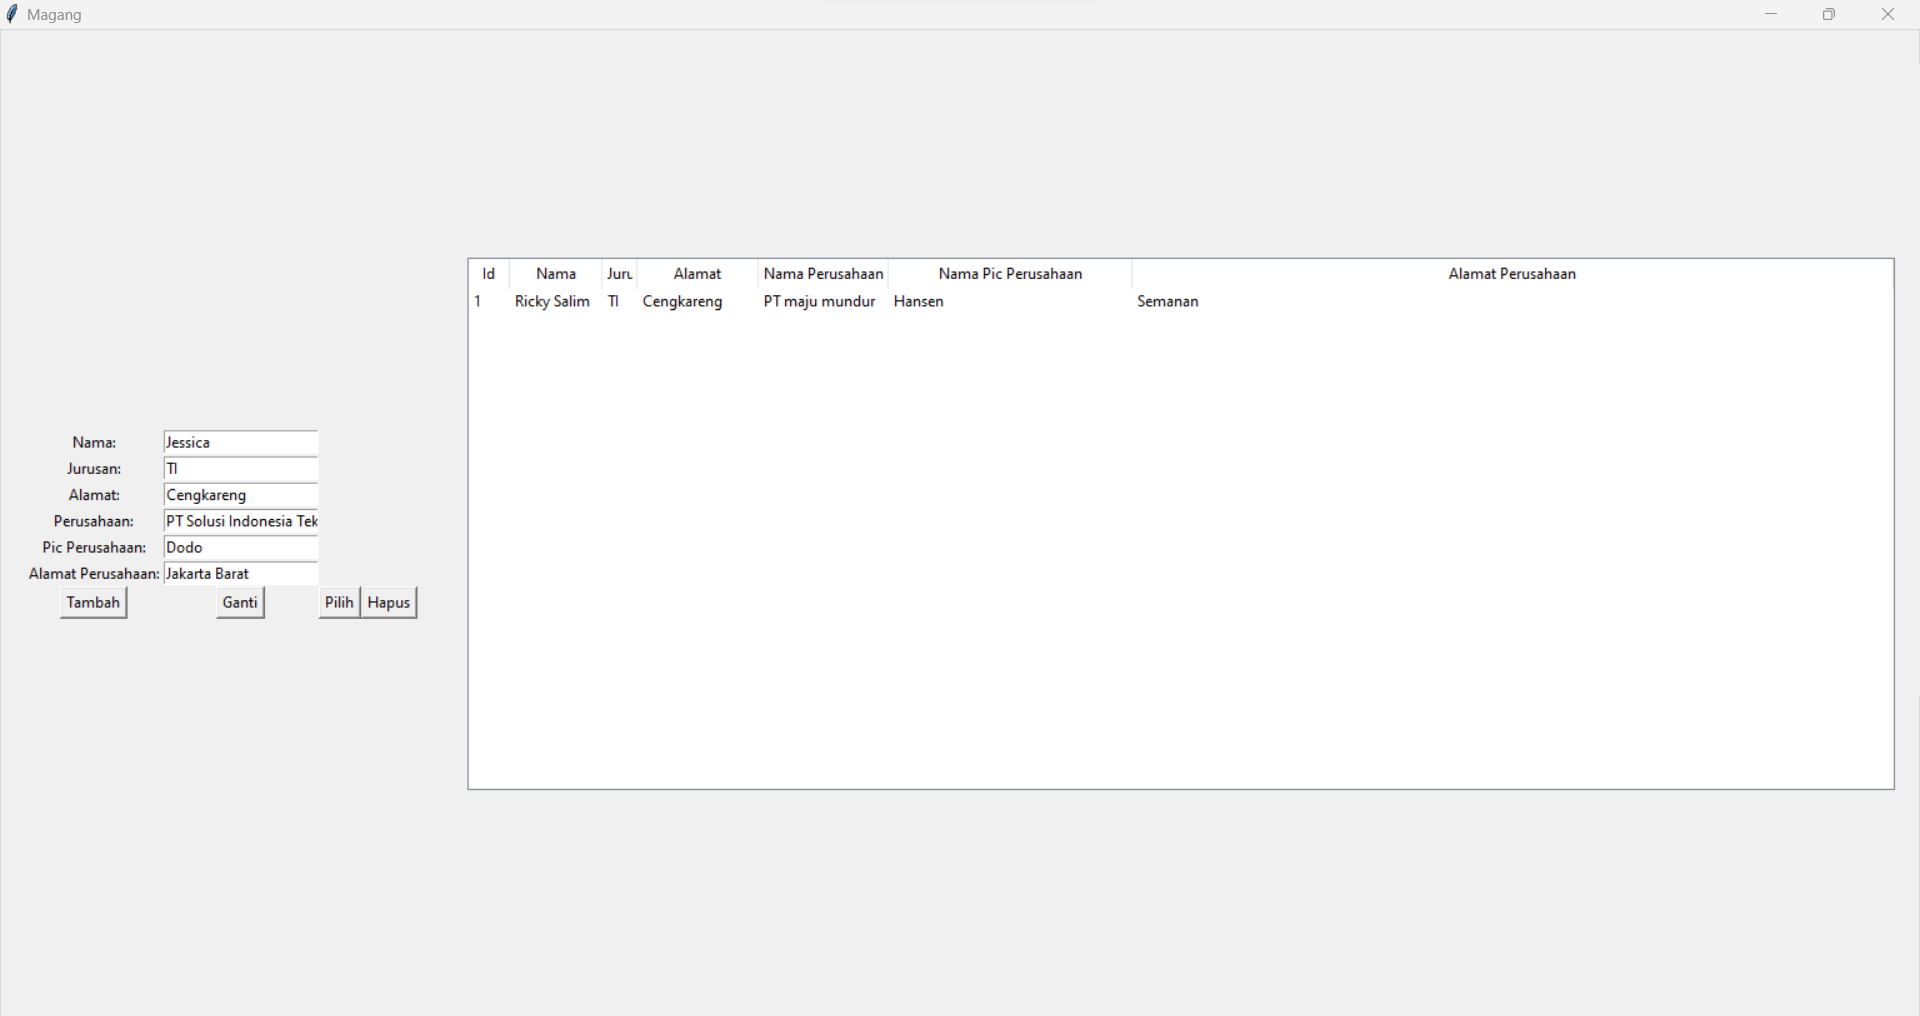 Magang
Id Nama Juru Alamat Nama Perusahaan Nama Pic Perusahaan Alamat Perusahaan
1 Ricky Salim TI Cengkareng PT maju mundur Hansen Semanan
Nama: Jessica
Jurusan: TI
Alamat: Cengkareng
Perusahaan: PT Solusi Indonesia Tek
Pic Perusahaan: Dodo
Alamat Perusahaan: Jakarta Barat
Tambah Ganti Pilih Hapus